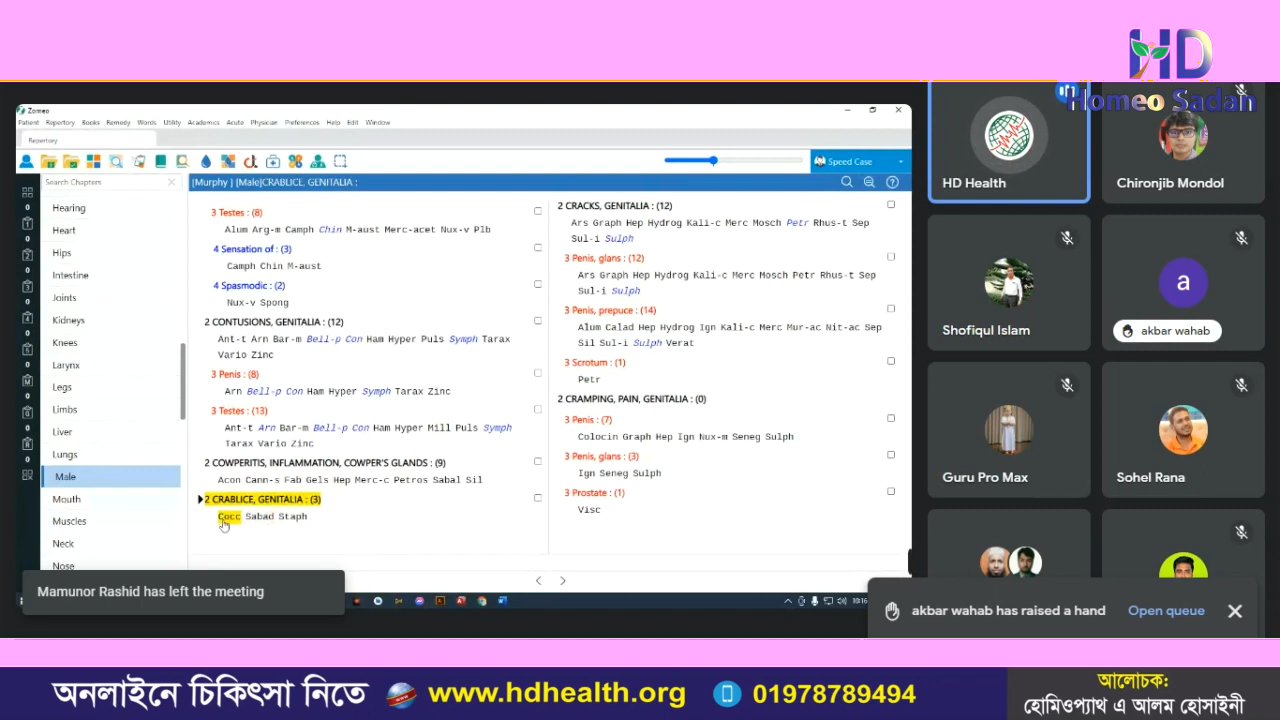 HD
Homeo Sadan
Zomeo
Patient Repertory Books Remedy Words Utility Academics Acute Physician Preferences Help Edit Window
Repertory
Speed Case
Search Chapters
[Murphy ] [Male]CRABLICE, GENITALIA :
Hearing
Heart
Hips
Intestine
Joints
Kidneys
Knees
Larynx
Legs
Limbs
Liver
Lungs
Male
Mouth
Muscles
Neck
Nose
3 Testes : (8)
Alum Arg-m Camph Chin M-aust Merc-acet Nux-v Plb
4 Sensation of : (3)
Camph Chin M-aust
4 Spasmodic : (2)
Nux-v Spong
2 CONTUSIONS, GENITALIA : (12)
Ant-t Arn Bar-m Bell-p Con Ham Hyper Puls Symph Tarax
Vario Zinc
3 Penis : (8)
Arn Bell-p Con Ham Hyper Symph Tarax Zinc
3 Testes : (13)
Ant-t Arn Bar-m Bell-p Con Ham Hyper Mill Puls Symph
Tarax Vario Zinc
2 COWPERITIS, INFLAMMATION, COWPER'S GLANDS : (9)
Acon Cann-s Fab Gels Hep Merc-c Petros Sabal Sil
2 CRABLICE, GENITALIA : (3)
Cocc Sabad Staph
2 CRACKS, GENITALIA : (12)
Ars Graph Hep Hydrog Kali-c Merc Mosch Petr Rhus-t Sep
Sul-i Sulph
3 Penis, glans : (12)
Ars Graph Hep Hydrog Kali-c Merc Mosch Petr Rhus-t Sep
Sul-i Sulph
3 Penis, prepuce : (14)
Alum Calad Hep Hydrog Ign Kali-c Merc Mur-ac Nit-ac Sep
Sil Sul-i Sulph Verat
3 Scrotum : (1)
Petr
2 CRAMPING, PAIN, GENITALIA : (0)
3 Penis : (7)
Colocin Graph Hep Ign Nux-m Seneg Sulph
3 Penis, glans : (3)
Ign Seneg Sulph
3 Prostate : (1)
Visc
HD Health
Chironjib Mondol
Shofiqul Islam
a
akbar wahab
Guru Pro Max
Sohel Rana
Mamunor Rashid has left the meeting
akbar wahab has raised a hand Open queue
অনলাইনে চিকিৎসা নিতে www.hdhealth.org 01978789494
আলোচক:
হোমিওপ্যাথ এ আলম হোসাইনী